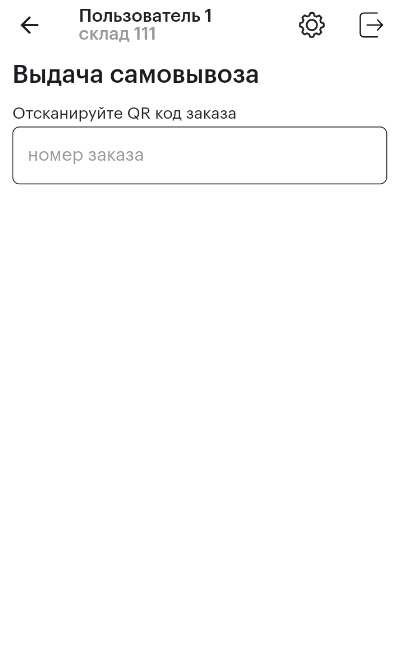 Пользователь 1
склад 111
Выдача самовывоза
Отсканируйте QR код заказа
номер заказа